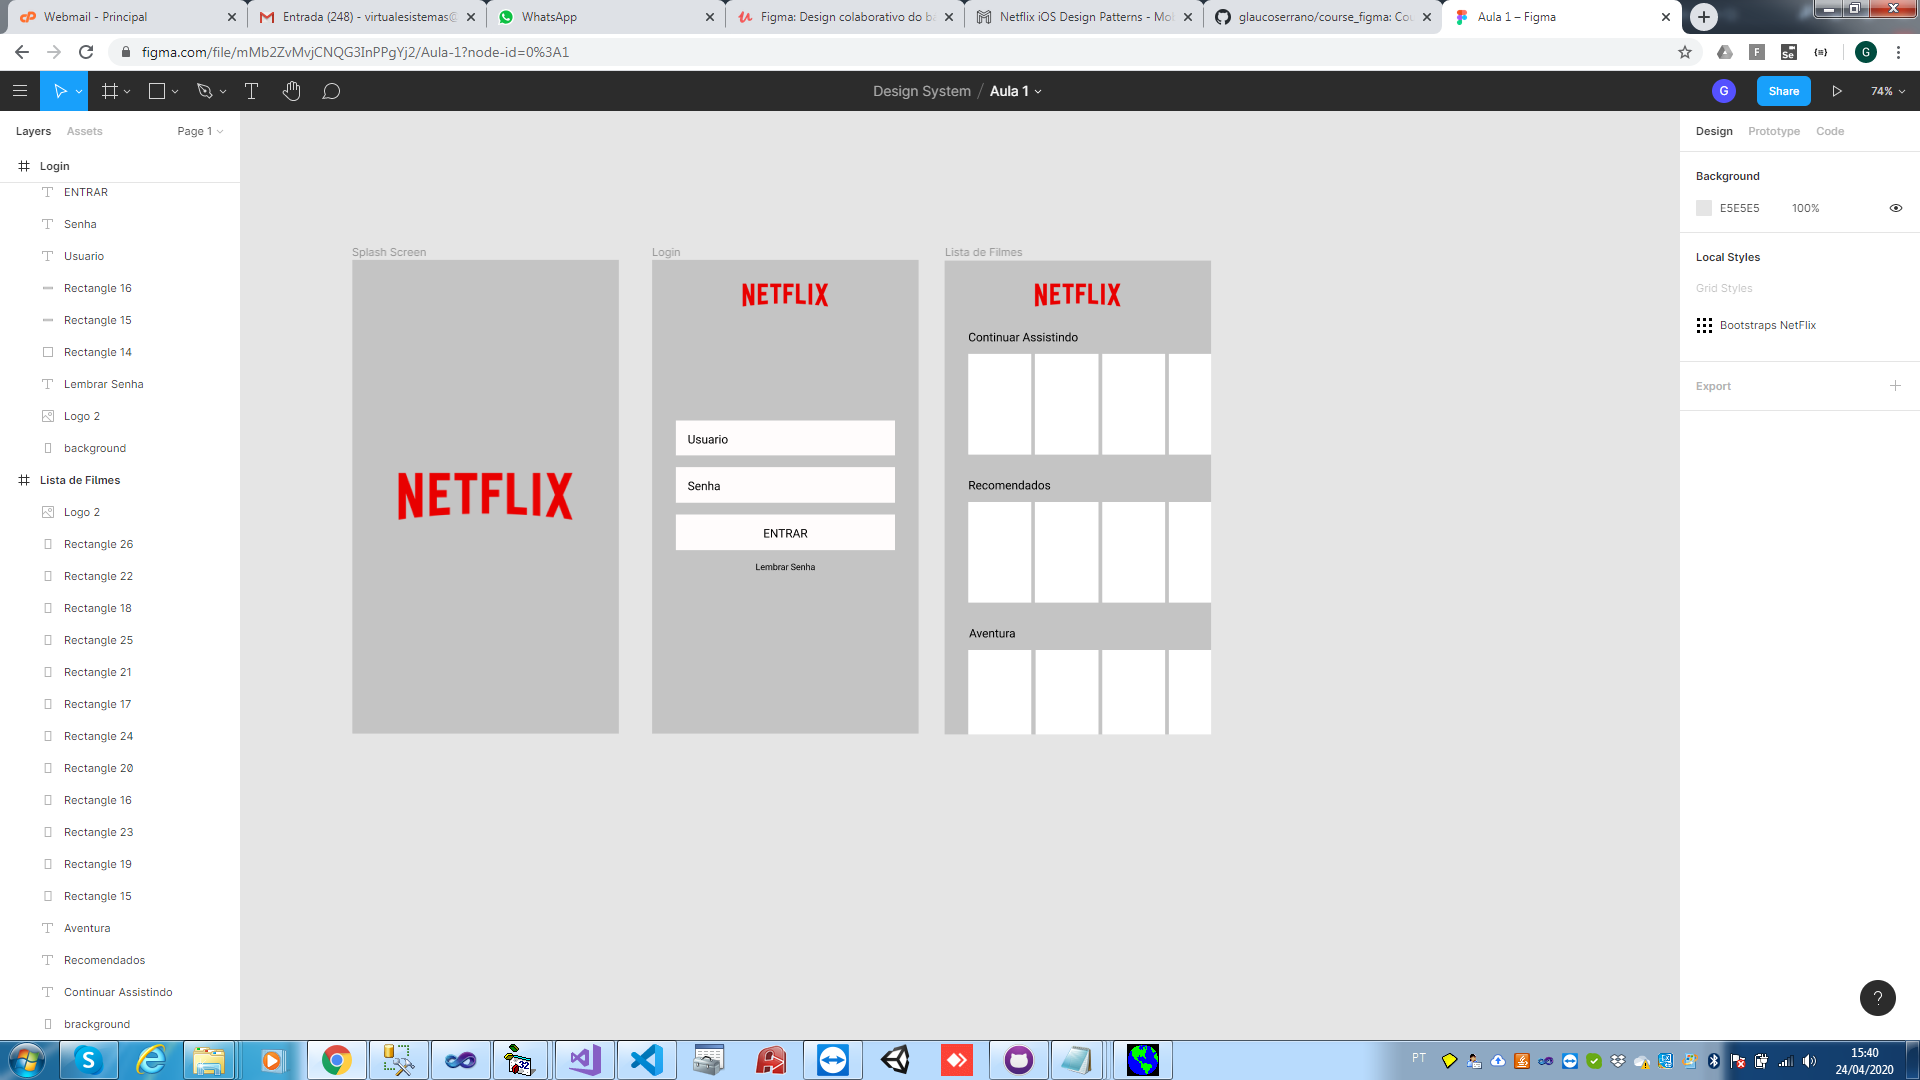 Webmail - Principal
Entrada (248) - virtualesistemas@
WhatsApp
Figma: Design colaborativo do b
Netflix iOS Design Patterns - Mo
glaucoserrano/course_figma: Co
Aula 1 – Figma
figma.com/file/mMb2ZvMvjCNQG3InPPgYj2/Aula-1?node-id=0%3A1
G
Design System / Aula 1
G
Share
74%
Layers
Assets
Page 1
Login
ENTRAR
Senha
Usuario
Rectangle 16
Rectangle 15
Rectangle 14
Lembrar Senha
Logo 2
background
Lista de Filmes
Logo 2
Rectangle 26
Rectangle 22
Rectangle 18
Rectangle 25
Rectangle 21
Rectangle 17
Rectangle 24
Rectangle 20
Rectangle 16
Rectangle 23
Rectangle 19
Rectangle 15
Aventura
Recomendados
Continuar Assistindo
brackground
Splash Screen
NETFLIX
Login
NETFLIX
Usuario
Senha
ENTRAR
Lembrar Senha
Lista de Filmes
NETFLIX
Continuar Assistindo
Recomendados
Aventura
Design
Prototype
Code
Background
E5E5E5
100%
Local Styles
Grid Styles
Bootstraps NetFlix
Export
?
PT
15:40
24/04/2020